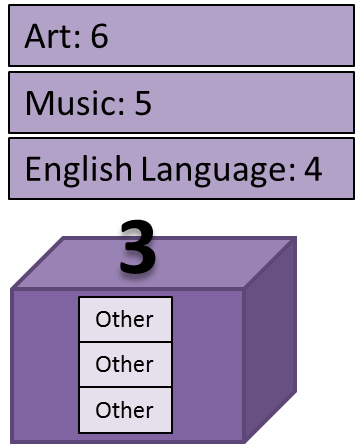 Art: 6
Music: 5
English Language: 4
3
Other
Other
Other